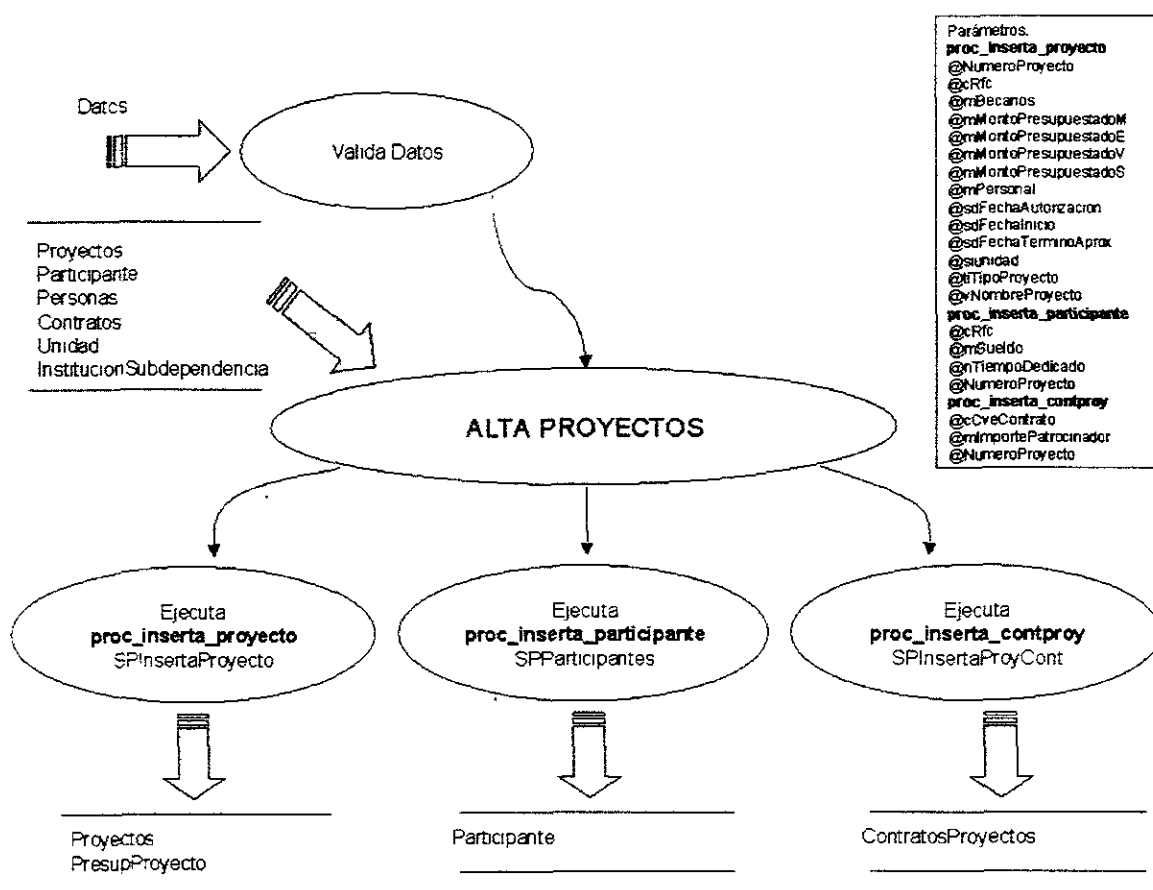 Parámetros.
proc_inserta_proyecto
@NumeroProyecto
@cRfc
@mBecarios
@mMontoPresupuestadoM
@mMontoPresupuestadoE
@mMontoPresupuestadoV
@mMontoPresupuestadoS
@mPersonal
@sdFechaAutorizacion
@sdFechaInicio
@sdFechaTerminoAprox
@siunidad
@tiTipoProyecto
@vNombreProyecto
proc_inserta_participante
@cRfc
@mSueldo
@nTiempoDedicado
@NumeroProyecto
proc_inserta_contproy
@cCveContrato
@mImportePatrocinador
@NumeroProyecto
Datos
Valida Datos
Proyectos
Participante
Personas
Contratos
Unidad
InstitucionSubdependencia
ALTA PROYECTOS
Ejecuta
proc_inserta_proyecto
SPInsertaProyecto
Ejecuta
proc_inserta_participante
SPParticipantes
Ejecuta
proc_inserta_contproy
SPInsertaProyCont
Proyectos
PresupProyecto
Participante
ContratosProyectos